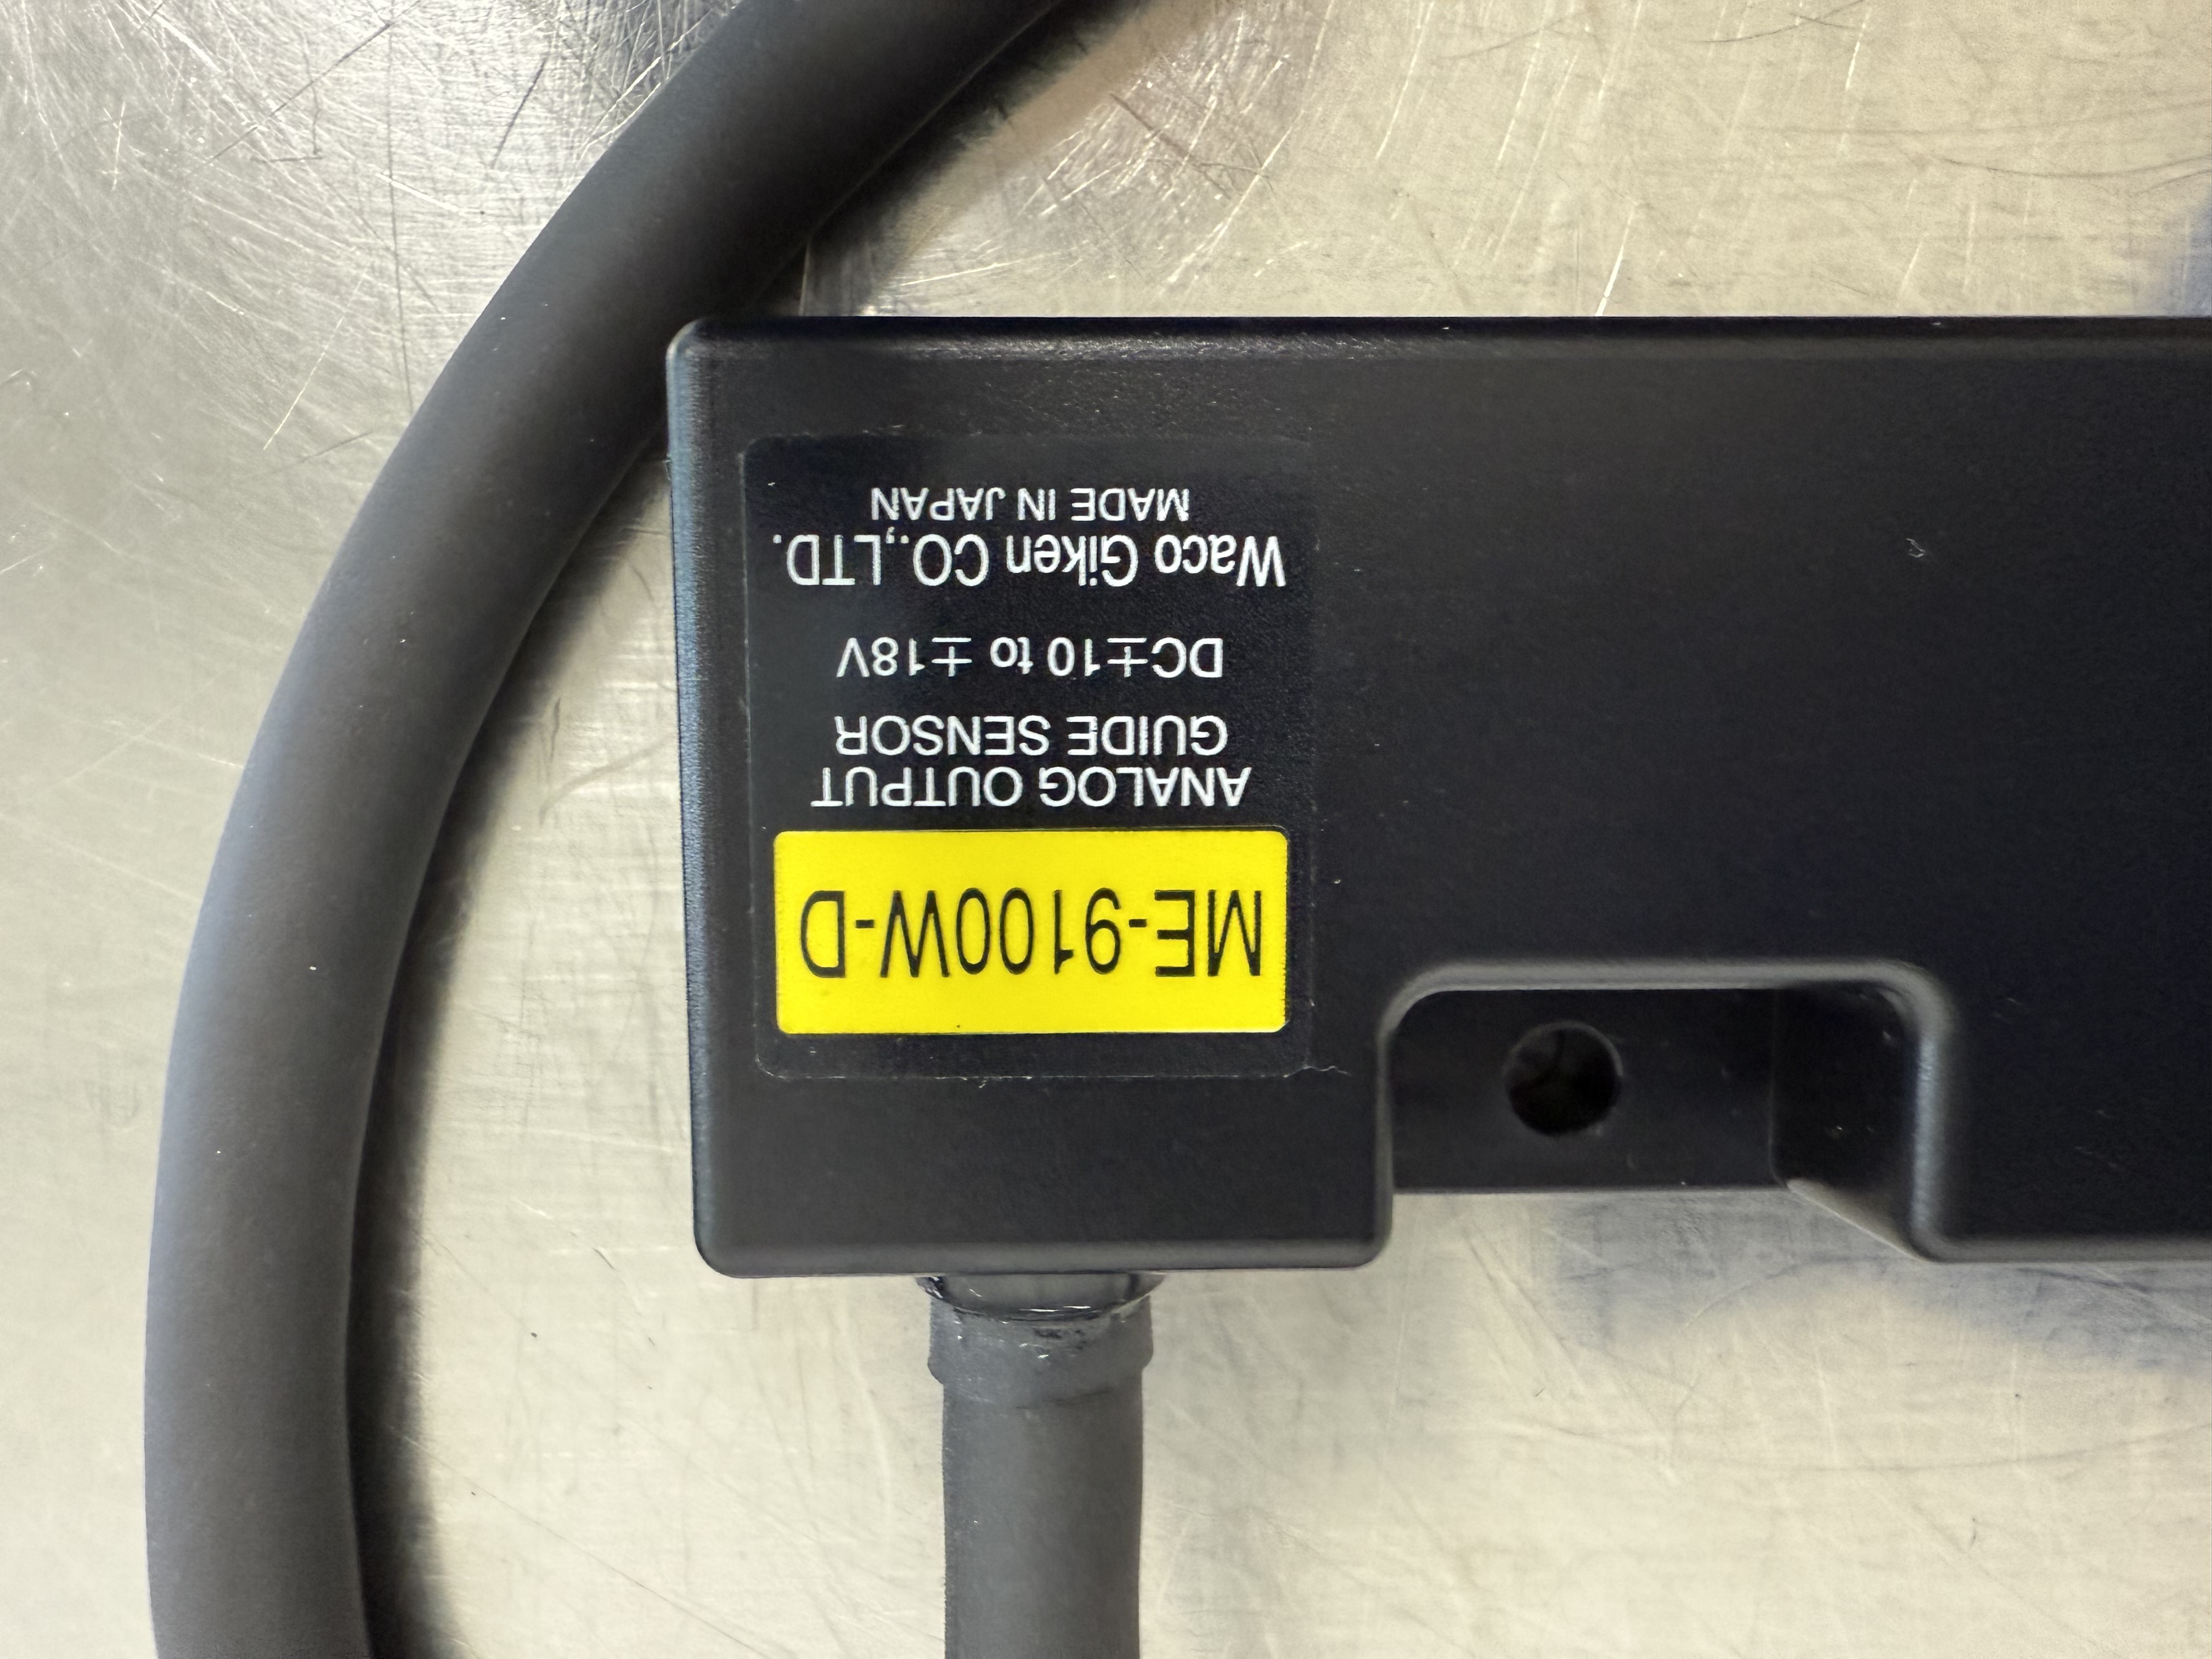 ME-9100W-D
ANALOG OUTPUT
GUIDE SENSOR
DC±10 to ±18V
Waco Giken CO.,LTD.
MADE IN JAPAN